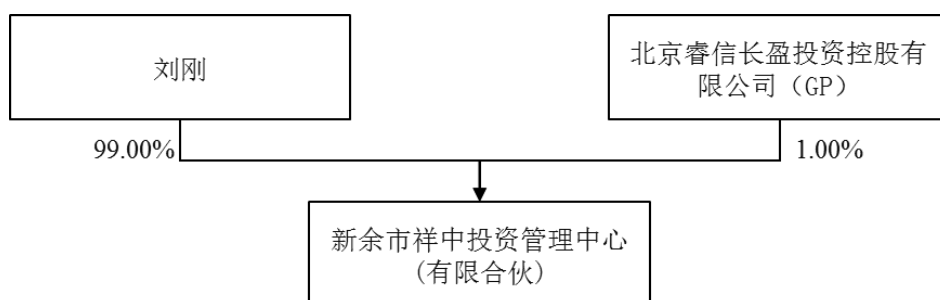 刘刚
北京睿信长盈投资控股有
限公司（GP）
99.00%
1.00%
新余市祥中投资管理中心
(有限合伙)